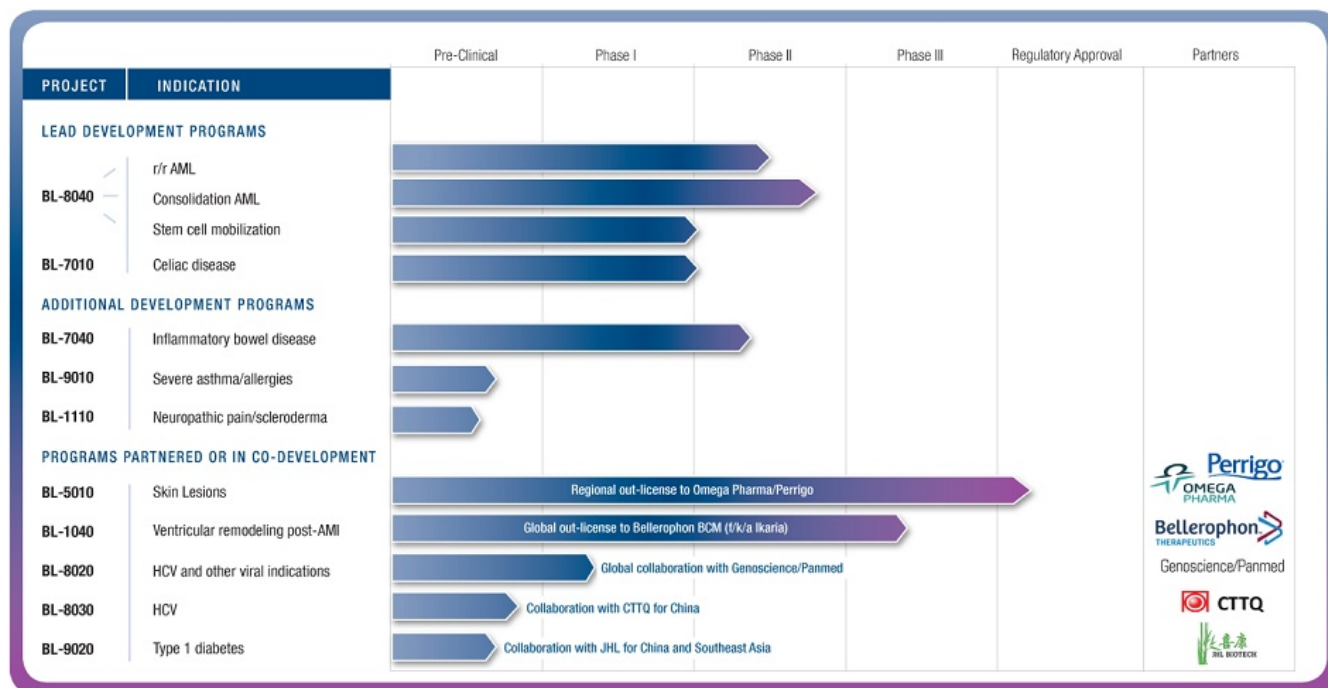 Pre-Clinical Phase I Phase II Phase III Regulatory Approval Partners
PROJECT INDICATION
LEAD DEVELOPMENT PROGRAMS
r/r AML
BL-8040 Consolidation AML
Stem cell mobilization
BL-7010 Celiac disease
ADDITIONAL DEVELOPMENT PROGRAMS
BL-7040 Inflammatory bowel disease
BL-9010 Severe asthma/allergies
BL-1110 Neuropathic pain/scleroderma
PROGRAMS PARTNERED OR IN CO-DEVELOPMENT
Perrigo
BL-5010 Skin Lesions Regional out-license to Omega Pharma/Perrigo OMEGA
PHARMA
BL-1040 Ventricular remodeling post-AMI Global out-license to Bellerophon BCM (f/k/a Ikaria) Bellerophon
THERAPEUTICS
BL-8020 HCV and other viral indications Global collaboration with Genoscience/Panmed Genoscience/Panmed
BL-8030 HCV Collaboration with CTTQ for China CTTQ
BL-9020 Type 1 diabetes Collaboration with JHL for China and Southeast Asia 喜康
JHL BIOTECH